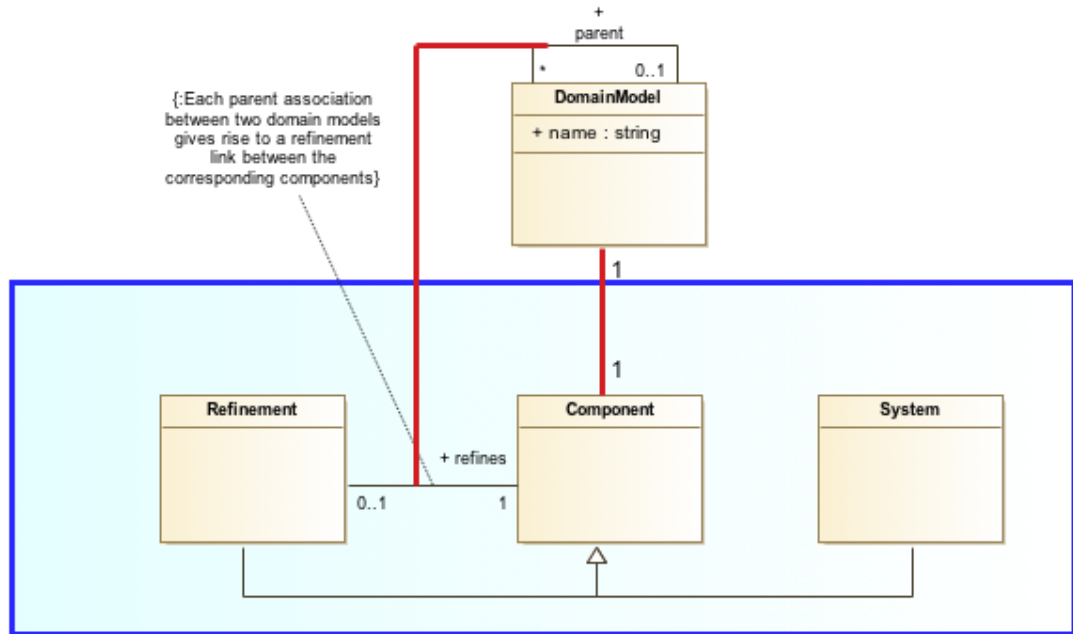 +
parent
*
0..1
DomainModel
+ name : string
{:Each parent association
between two domain models
gives rise to a refinement
link between the
corresponding components}
1
1
Refinement
Component
System
+ refines
0..1
1